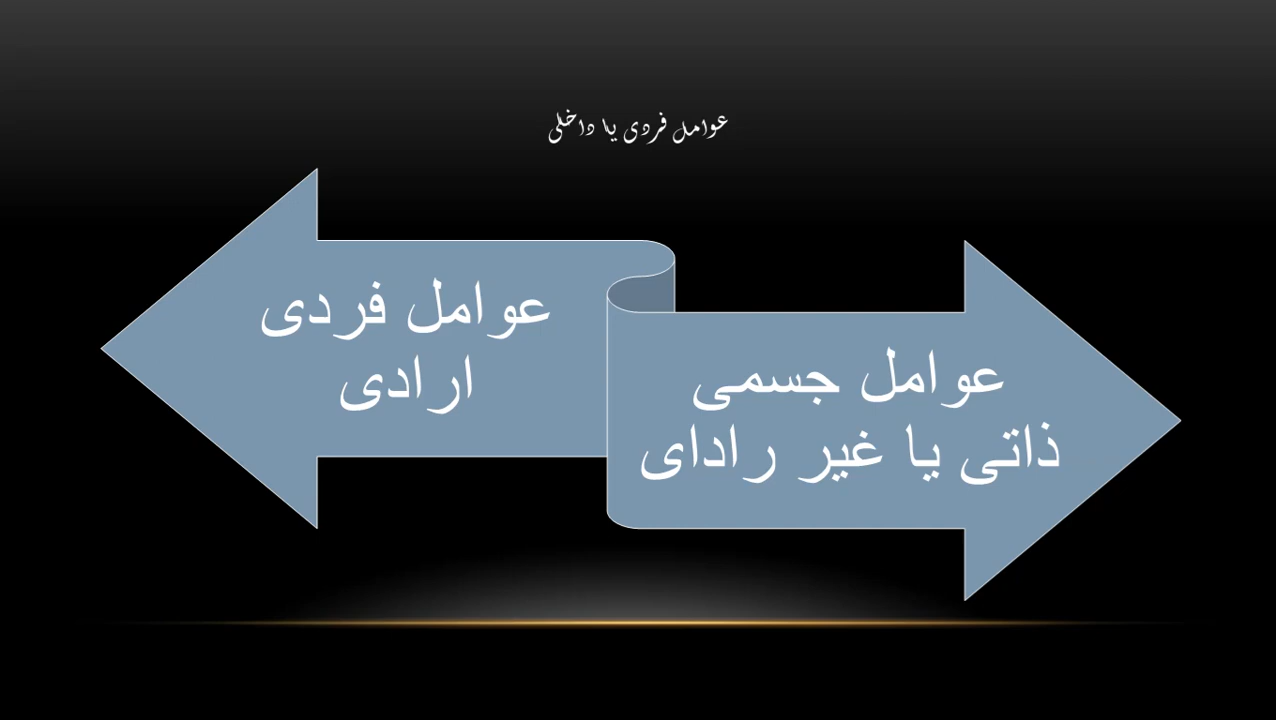 عوامل فردی یا داخلی
عوامل جسمی
ذاتی یا غیر رادای
عوامل فردی
ارادی